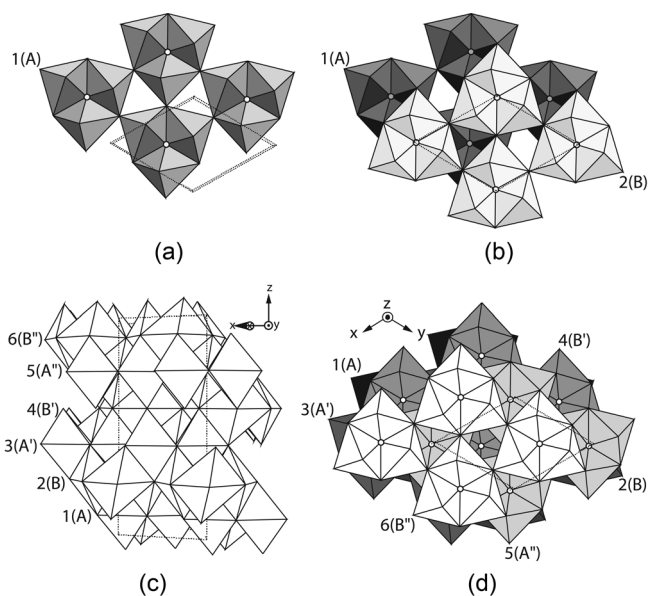 1(A)
(a)
1(A)
2(B)
(b)
z
x
y
6(B")
5(A")
4(B')
3(A')
2(B)
1(A)
(c)
z
x
y
1(A)
4(B')
3(A')
2(B)
6(B")
5(A")
(d)